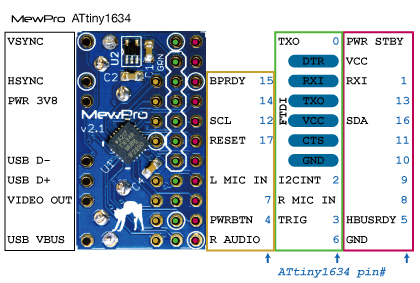 MewPro ATtiny1634
VSYNC
HSYNC
PWR 3V8
USB D-
USB D+
VIDEO OUT
USB VBUS
U2
C1
C2
GRN
MewPro
v2.1
U1
C4
BPRDY 15
14
SCL 12
RESET 17
L MIC IN
7
PWRBTN 4
R AUDIO
TXO 0
DTR
RXI
TXO
VCC
CTS
GND
FTDI
I2CINT 2
R MIC IN
TRIG 3
6
PWR STBY
VCC
RXI 1
13
SDA 16
11
10
9
8
HBUSRDY 5
GND
ATtiny1634 pin#